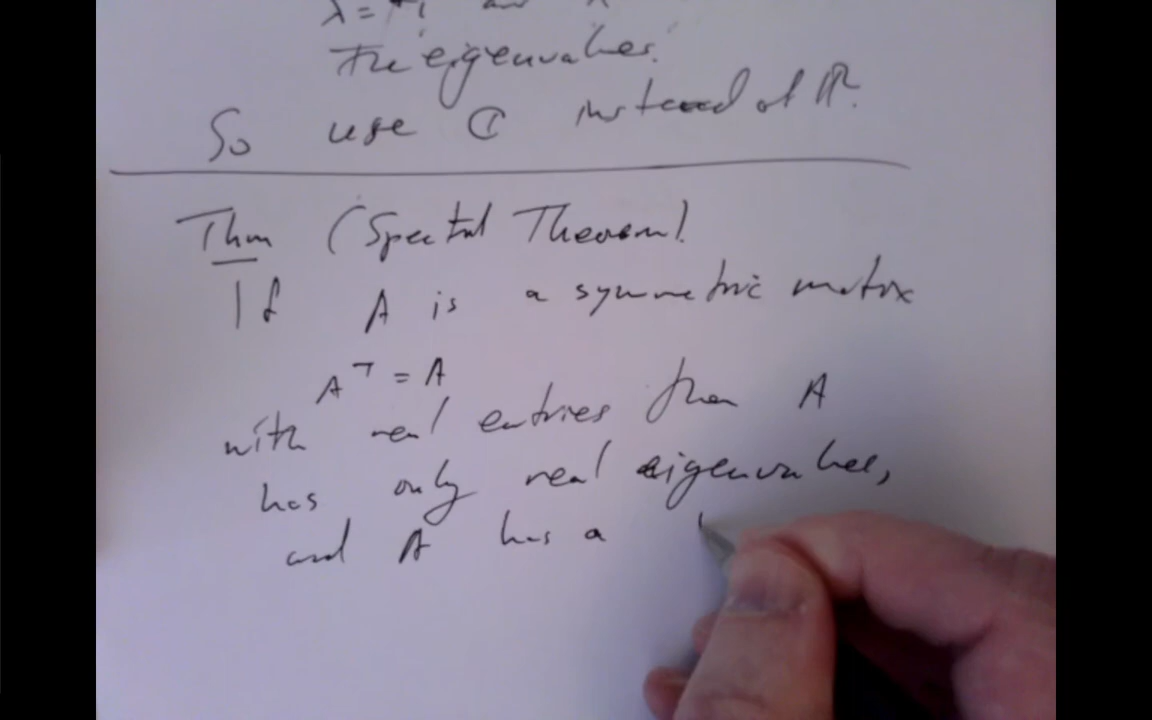 λ =
The eigenvalues.
So use ℂ instead of ℝ.
Thm (Spectral Theorem).
If A is a symmetric matrix
A^T = A
with real entries then A
has only real eigenvalues,
and A has a